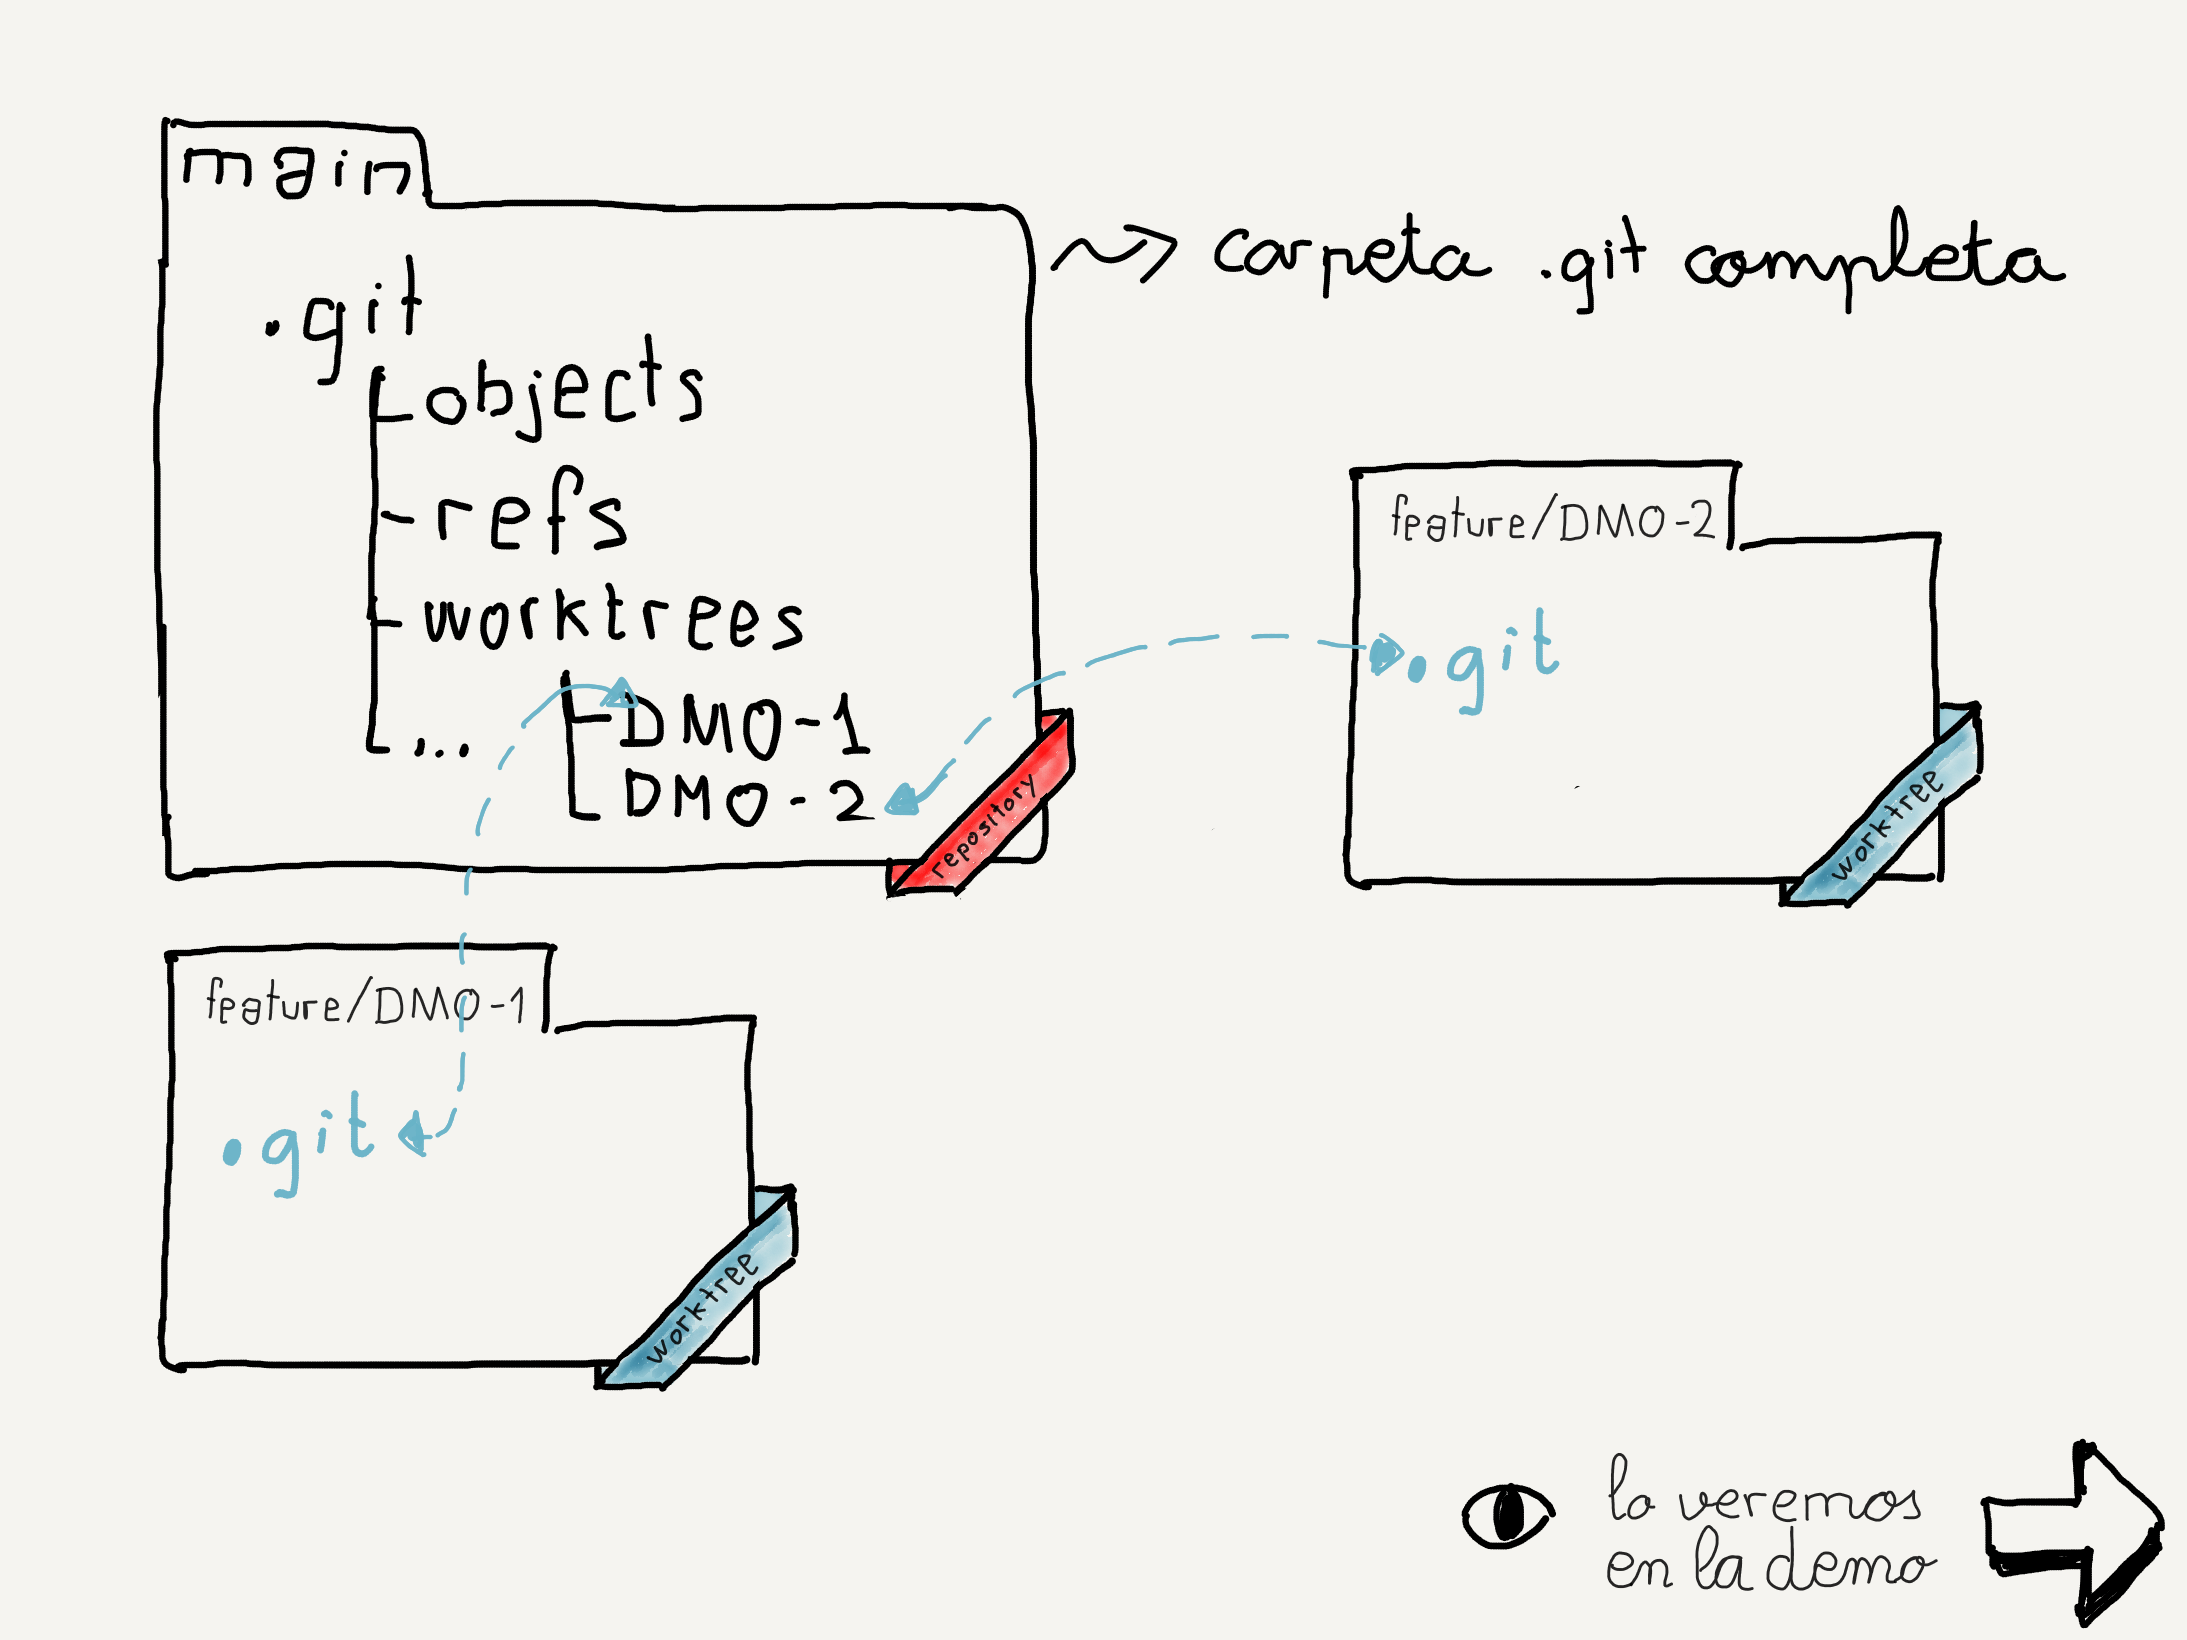 main
carpeta .git completa
.git
objects
refs
worktrees
DMO-1
...
DMO-2
repository
feature/DMO-2
.git
worktree
feature/DMO-1
.git
worktree
lo veremos
en la demo